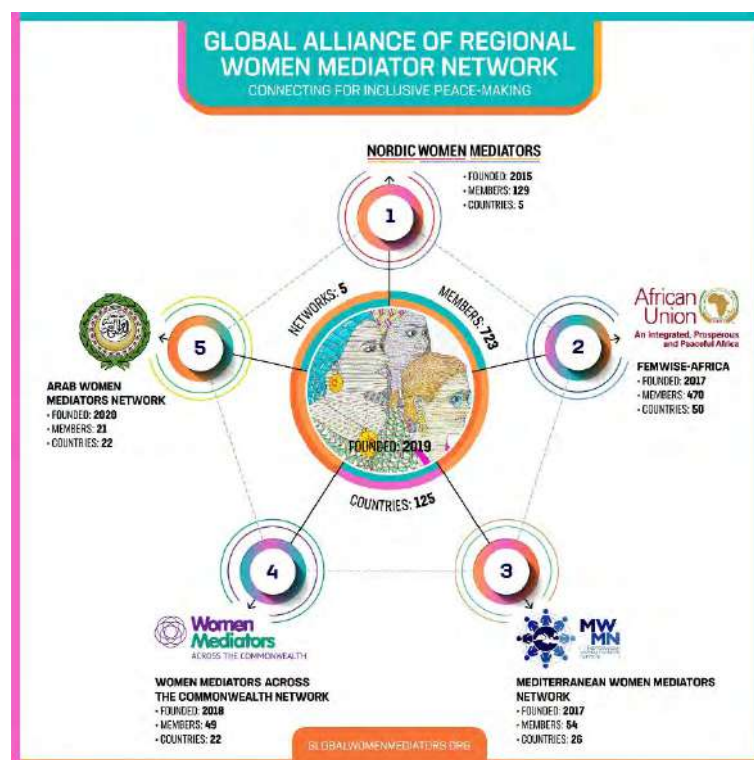 GLOBAL ALLIANCE OF REGIONAL
WOMEN MEDIATOR NETWORK
CONNECTING FOR INCLUSIVE PEACE-MAKING
NORDIC WOMEN MEDIATORS
• FOUNDED: 2015
• MEMBERS: 129
• COUNTRIES: 5
1
NETWORKS: 5
MEMBERS: 723
FOUNDED: 2019
COUNTRIES: 125
African
Union
An Integrated, Prosperous
and Peaceful Africa
2
FEMWISE-AFRICA
• FOUNDED: 2017
• MEMBERS: 470
• COUNTRIES: 50
5
ARAB WOMEN
MEDIATORS NETWORK
• FOUNDED: 2020
• MEMBERS: 21
• COUNTRIES: 22
4
Women
Mediators
ACROSS THE COMMONWEALTH
WOMEN MEDIATORS ACROSS
THE COMMONWEALTH NETWORK
• FOUNDED: 2018
• MEMBERS: 49
• COUNTRIES: 22
3
MW
MN
MEDITERRANEAN WOMEN MEDIATORS
NETWORK
• FOUNDED: 2017
• MEMBERS: 54
• COUNTRIES: 26
GLOBALWOMENMEDIATORS.ORG